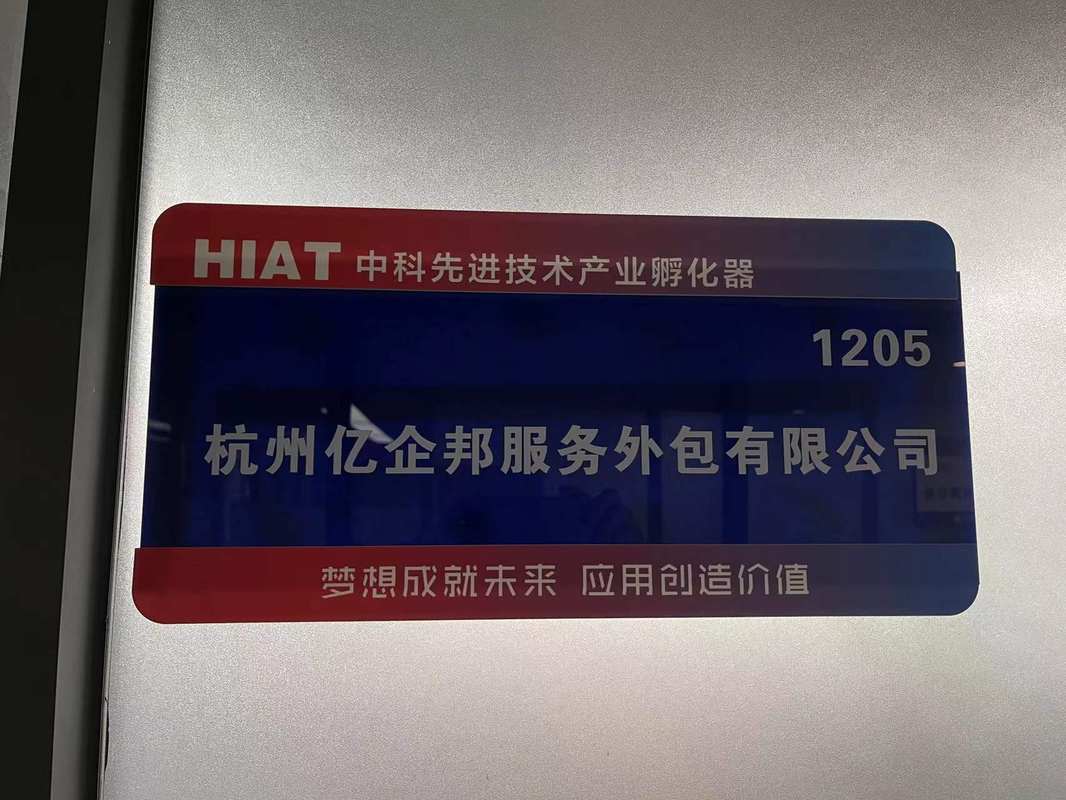 HIAT 中科先进技术产业孵化器
1205
杭州亿企邦服务外包有限公司
梦想成就未来 应用创造价值